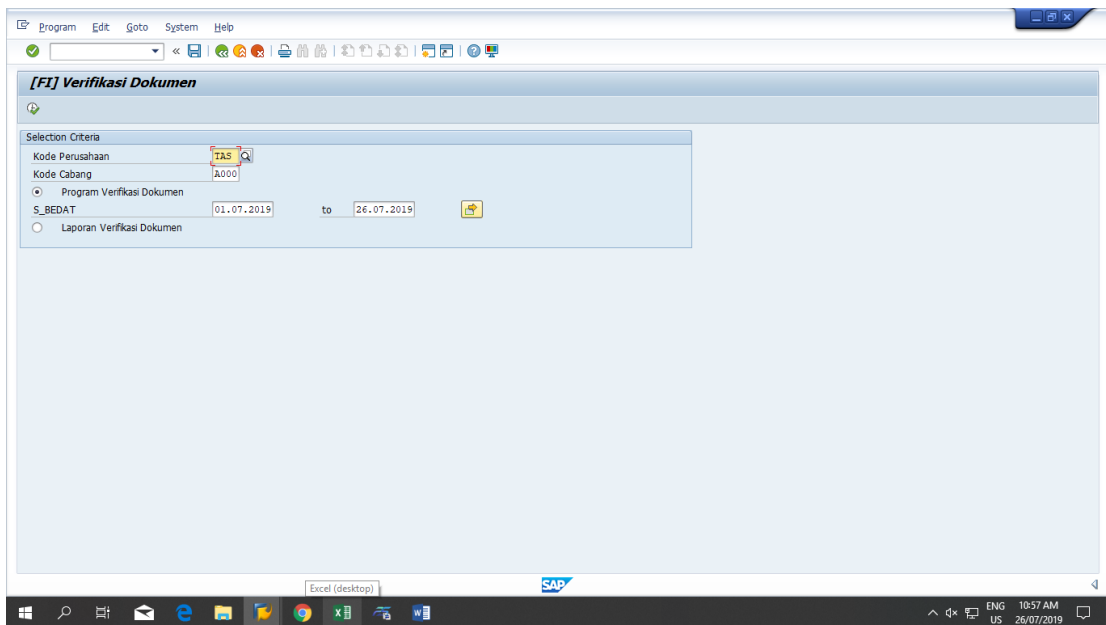 Program Edit Goto System Help
[FI] Verifikasi Dokumen
Selection Criteria
Kode Perusahaan TAS
Kode Cabang A000
Program Verifikasi Dokumen
S_BEDAT 01.07.2019 to 26.07.2019
Laporan Verifikasi Dokumen
SAP
Excel (desktop)
ENG 10:57 AM
US 26/07/2019